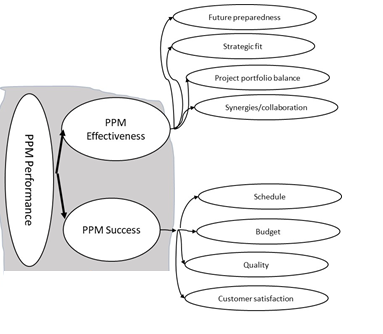 Future preparedness
Strategic fit
Project portfolio balance
Synergies/collaboration
PPM
Effectiveness
PPM Performance
PPM Success
Schedule
Budget
Quality
Customer satisfaction